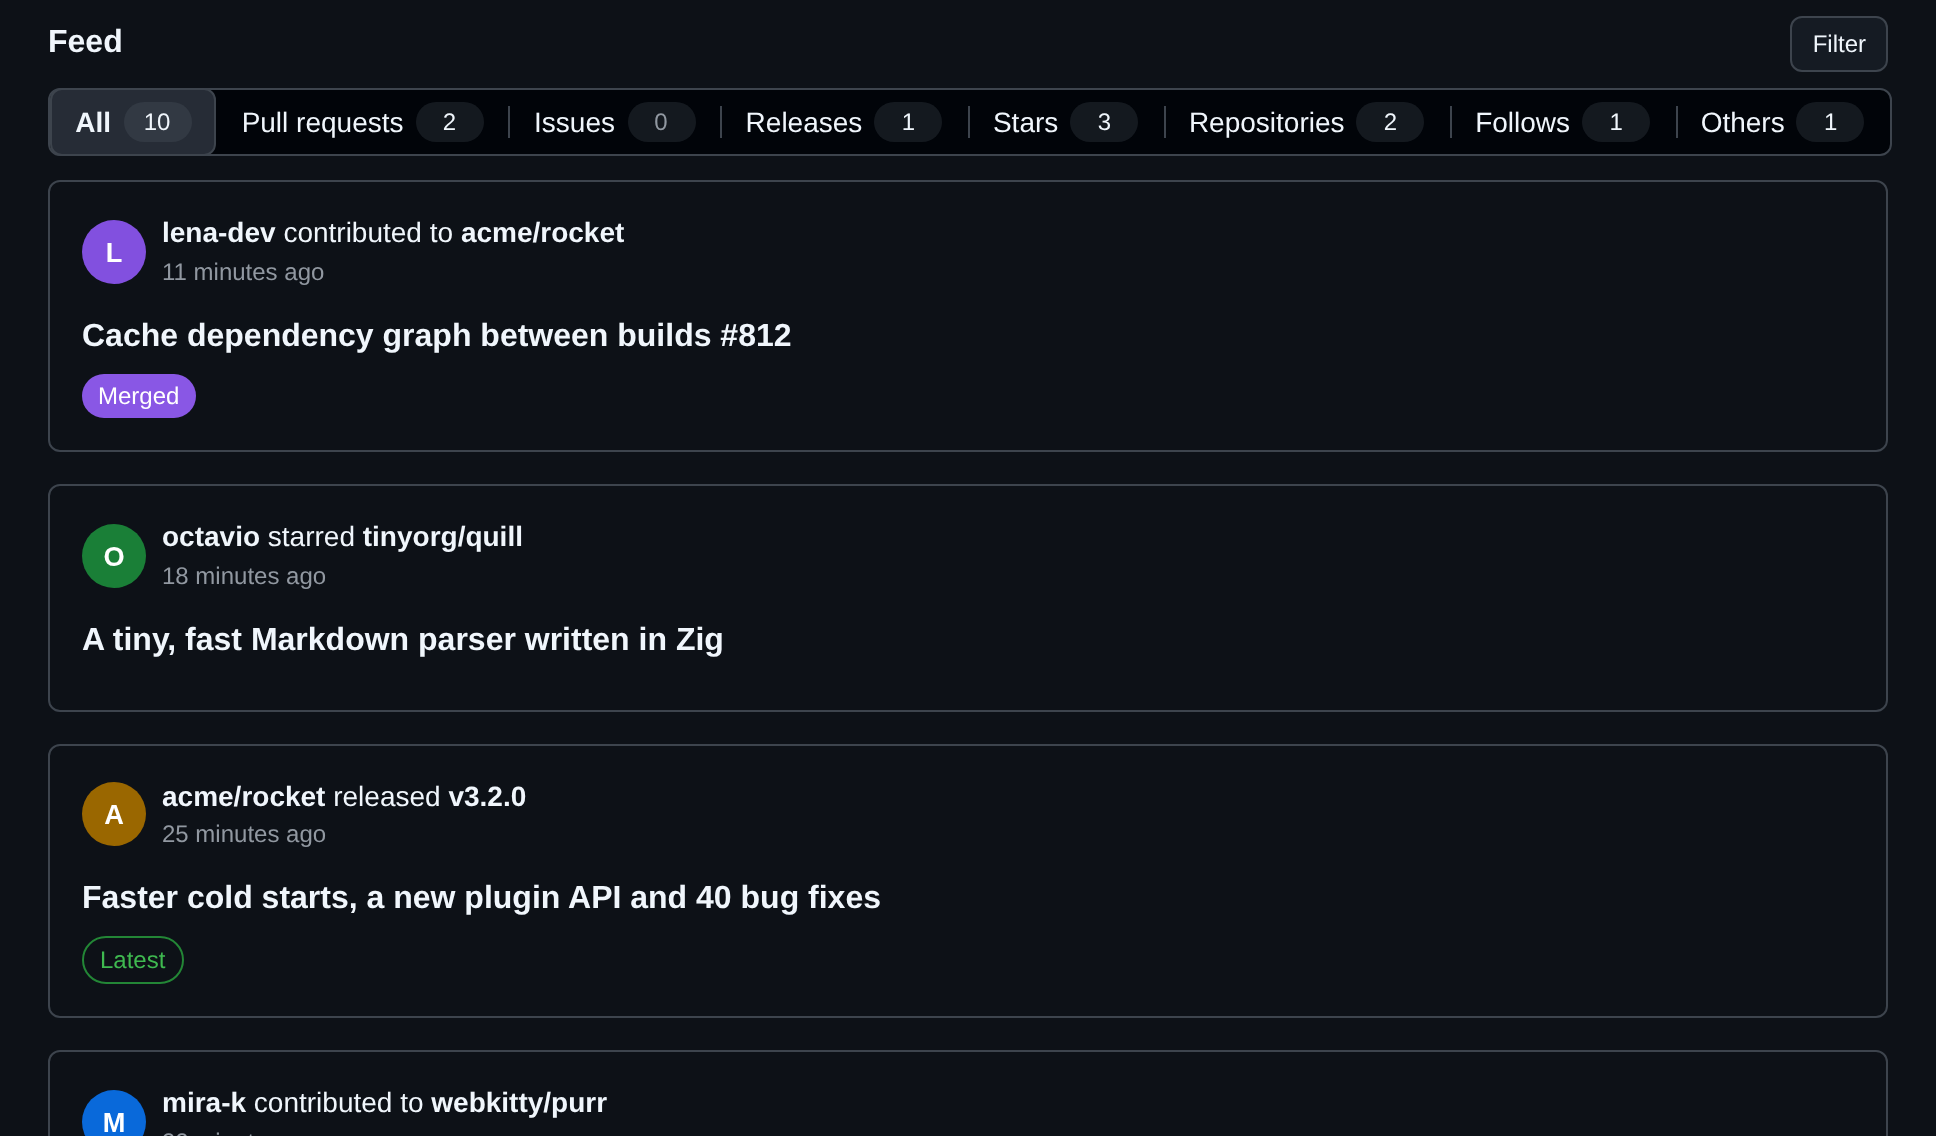 Feed
Filter
All 10 Pull requests 2 Issues 0 Releases 1 Stars 3 Repositories 2 Follows 1 Others 1
L
lena-dev contributed to acme/rocket
11 minutes ago
Cache dependency graph between builds #812
Merged
O
octavio starred tinyorg/quill
18 minutes ago
A tiny, fast Markdown parser written in Zig
A
acme/rocket released v3.2.0
25 minutes ago
Faster cold starts, a new plugin API and 40 bug fixes
Latest
M
mira-k contributed to webkitty/purr